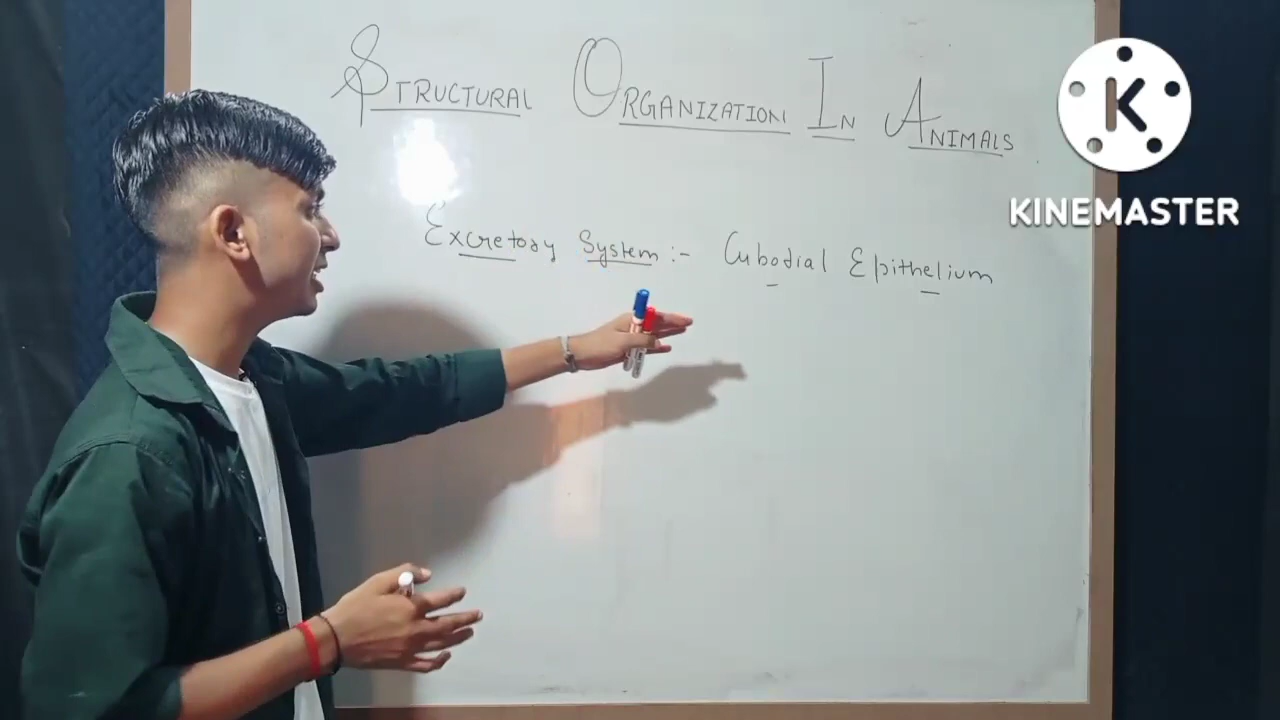 STRUCTURAL ORGANIZATION IN ANIMALS
Excretory System :- Cubodial Epithelium
K
KINEMASTER